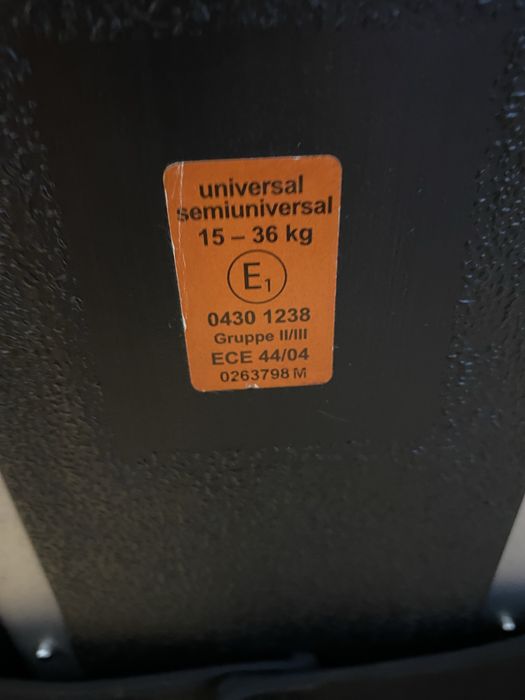 universal
semiuniversal
15 – 36 kg
E1
0430 1238
Gruppe II/III
ECE 44/04
0263798 M